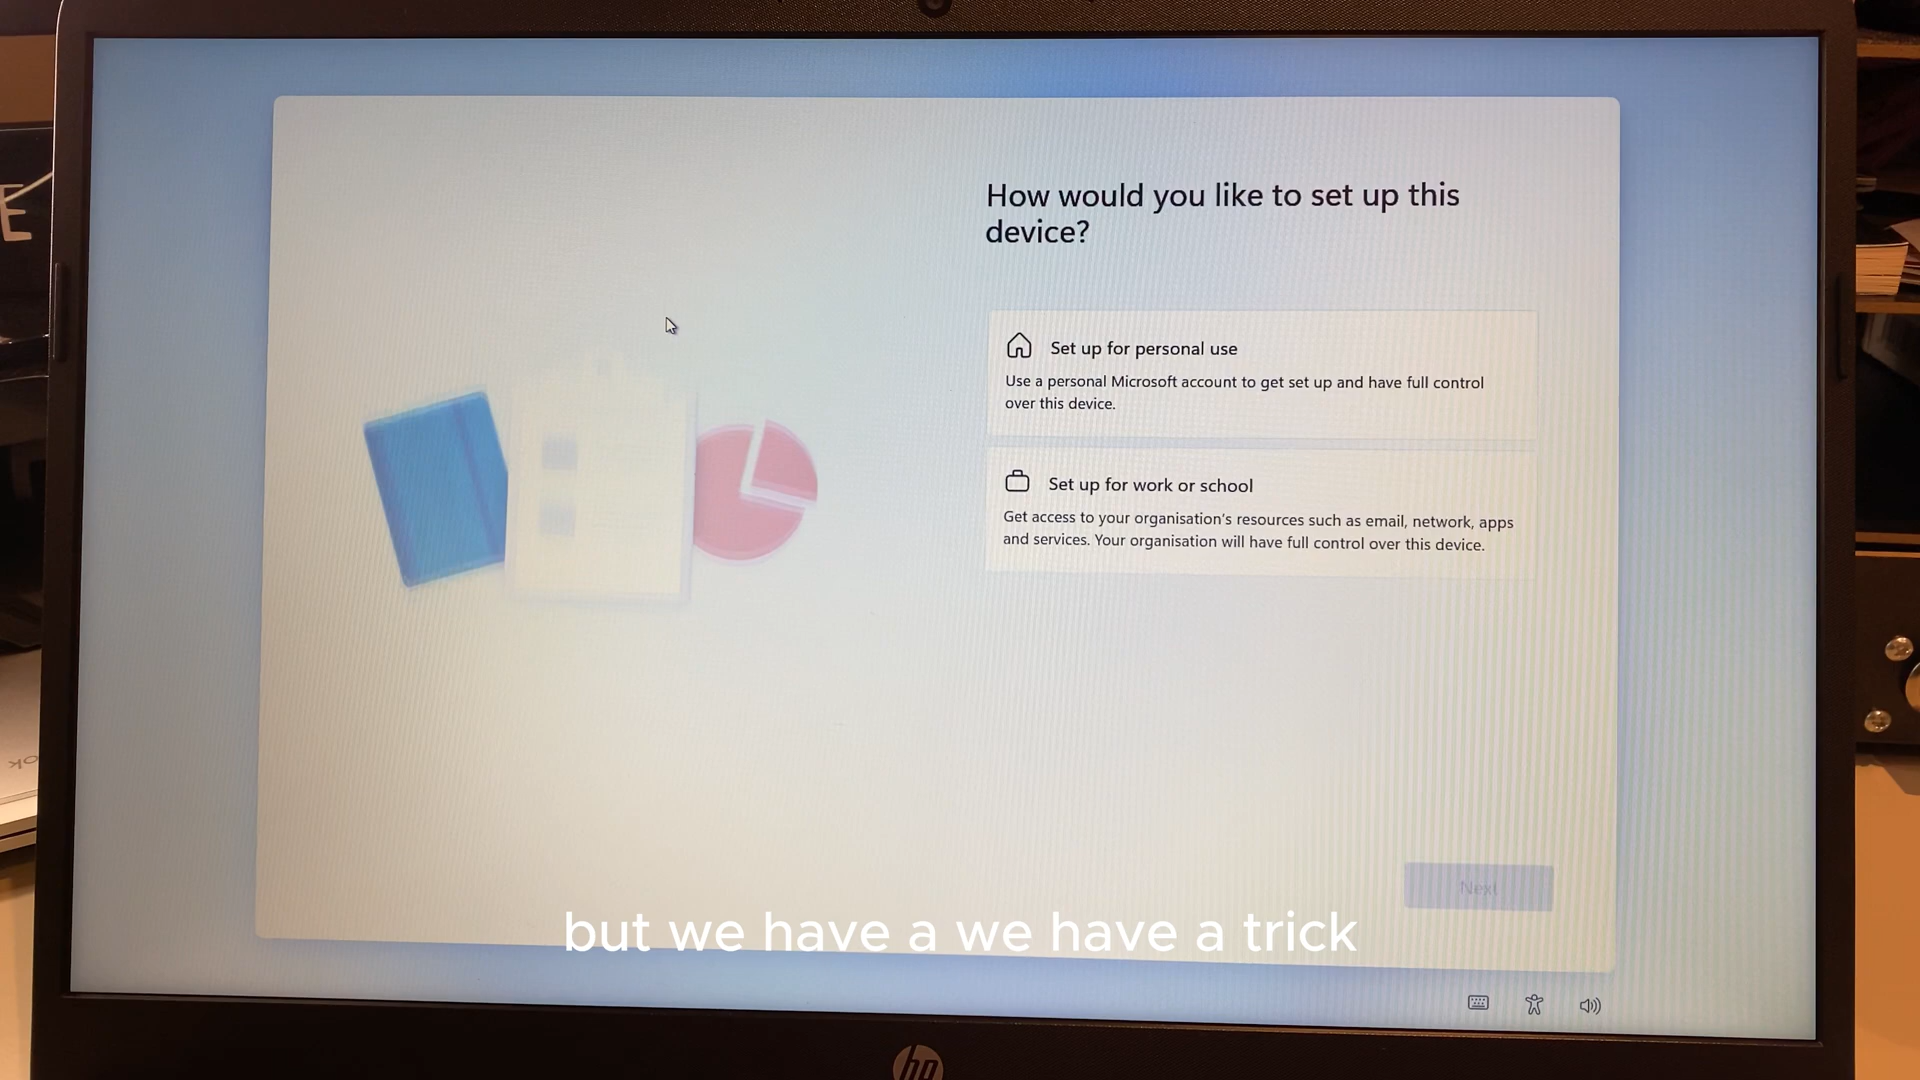 How would you like to set up this
device?
Set up for personal use
Use a personal Microsoft account to get set up and have full control
over this device.
Set up for work or school
Get access to your organisation's resources such as email, network, apps
and services. Your organisation will have full control over this device.
Next
but we have a we have a trick
hp
E
ok